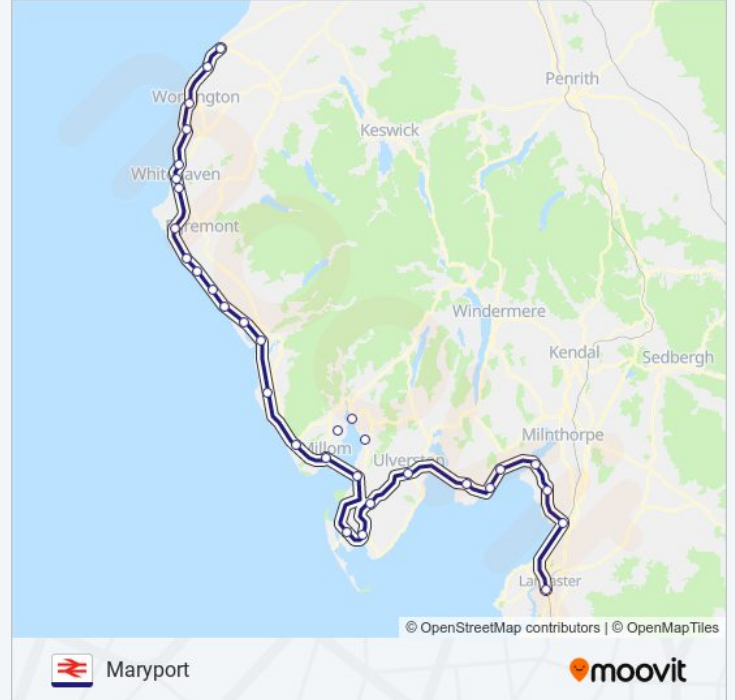 Penrith
Workington
Keswick
Whitehaven
Egremont
Windermere
Kendal
Sedbergh
Millom
Milnthorpe
Ulverston
Lancaster
© OpenStreetMap contributors | © OpenMapTiles
Maryport
moovit